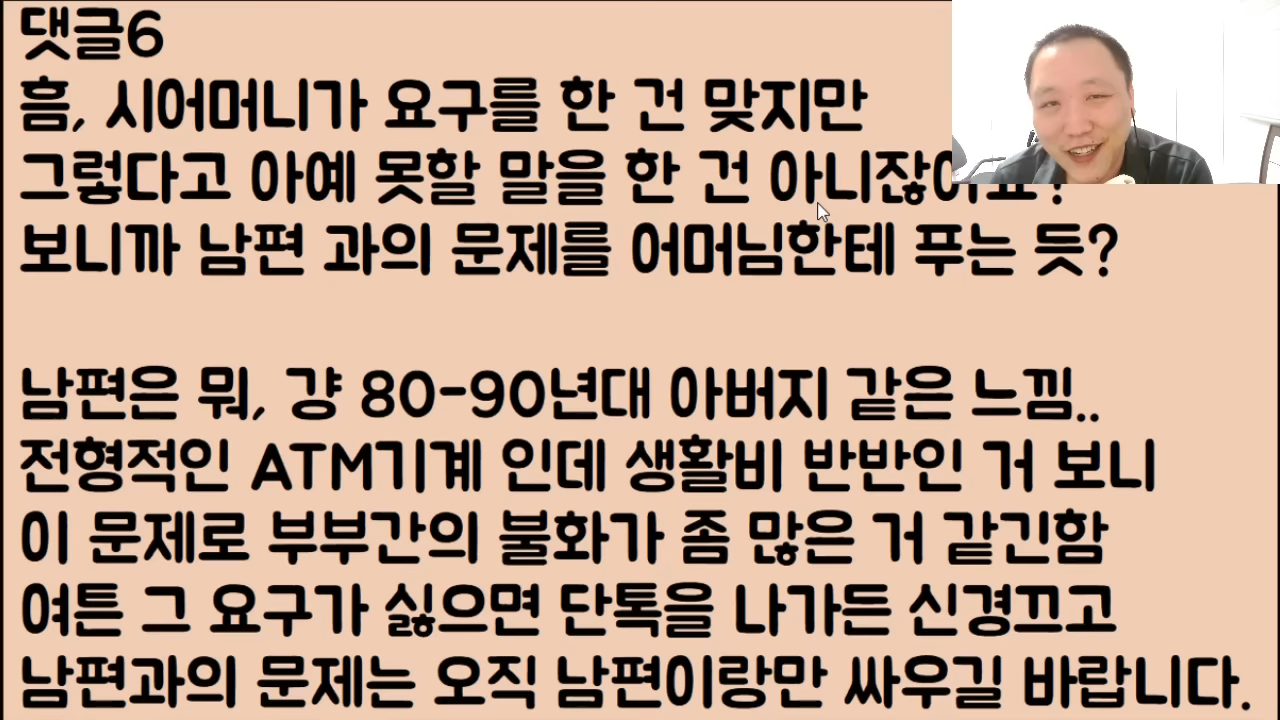 댓글6
흠, 시어머니가 요구를 한 건 맞지만
그렇다고 아예 못할 말을 한 건
보니까 남편 과의 문제를 어머님한테 푸는 듯?
남편은 뭐, 걍 80-90년대 아버지 같은 느낌..
전형적인 ATM기계 인데 생활비 반반인 거 보니
이 문제로 부부간의 불화가 좀 많은 거 같긴함
여튼 그 요구가 싫으면 단톡을 나가든 신경끄고
남편과의 문제는 오직 남편이랑만 싸우길 바랍니다.